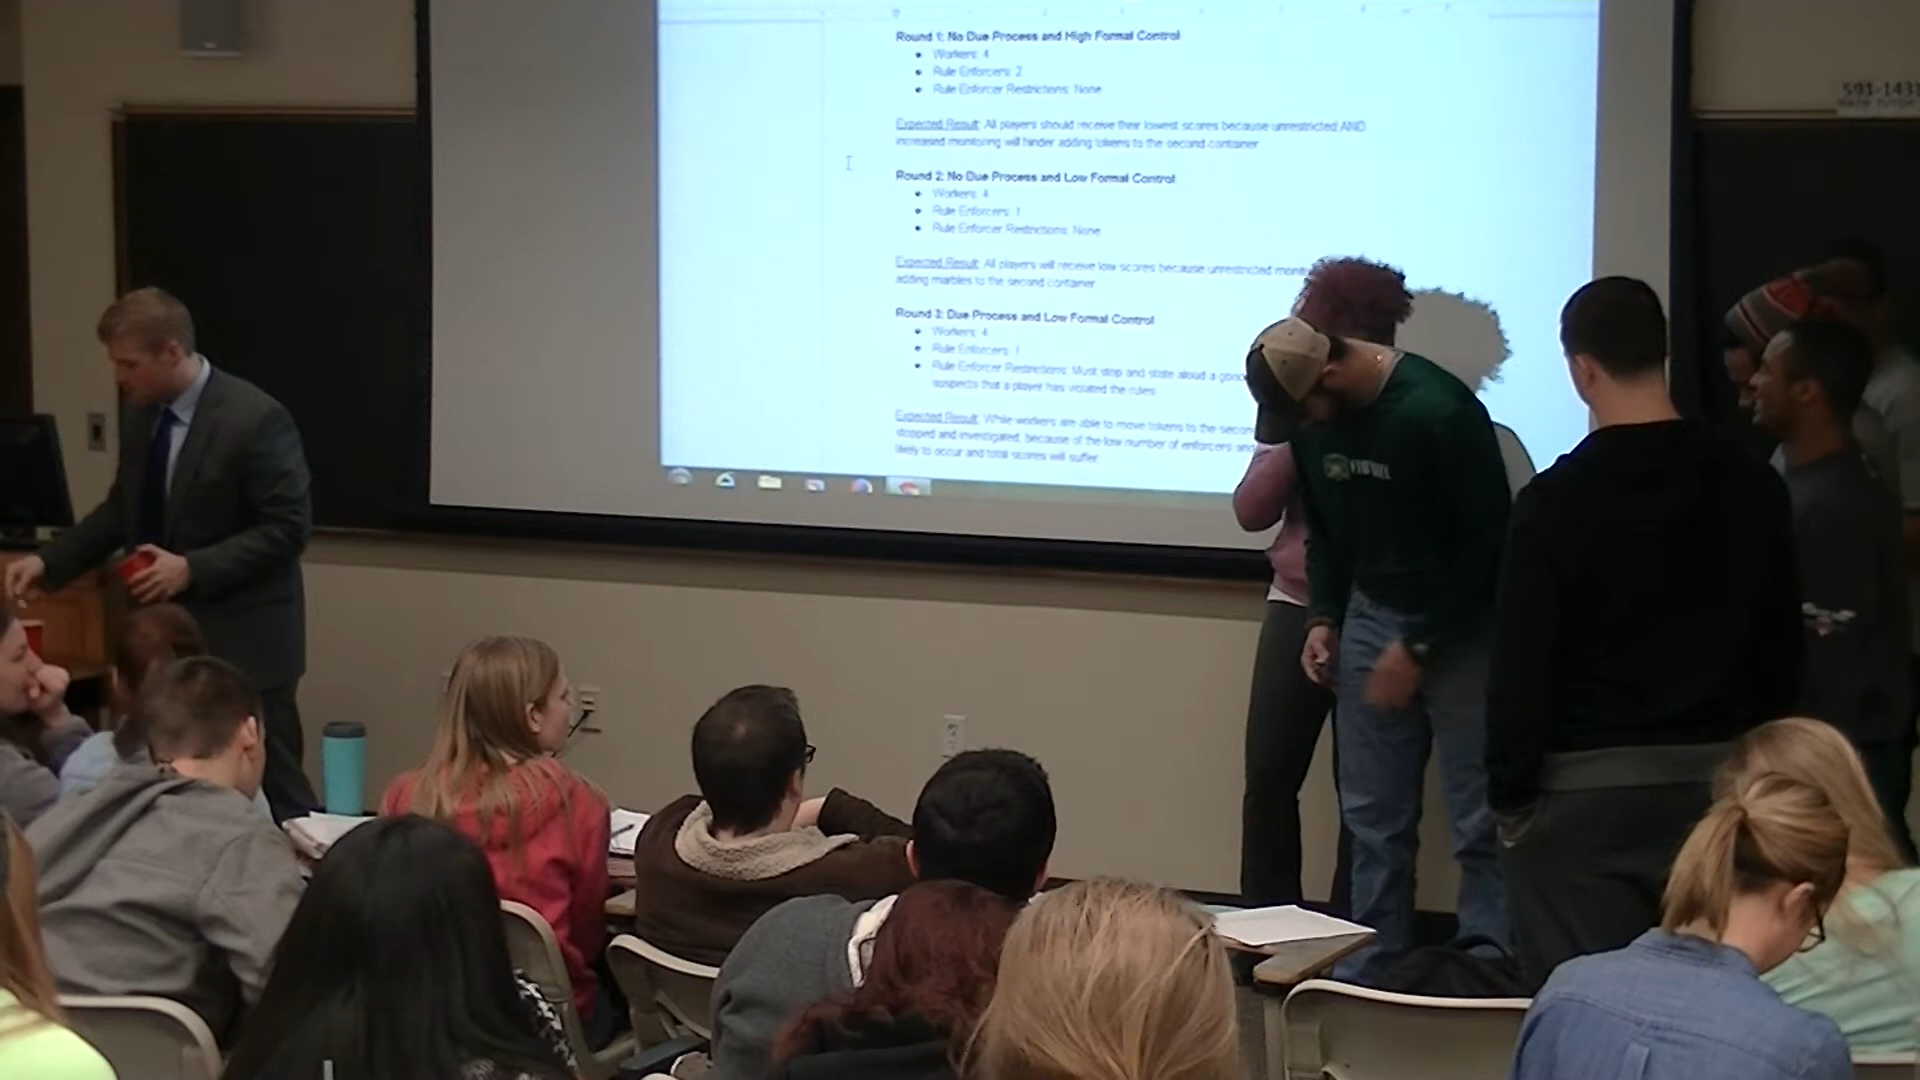 Round 1: No Due Process and High Formal Control
Workers: 4
Rule Enforcers: 2
Rule Enforcer Restrictions: None
Expected Result: All players should receive their lowest scores because unrestricted AND
increased monitoring will hinder adding tokens to the second container
Round 2: No Due Process and Low Formal Control
Workers: 4
Rule Enforcers: 1
Rule Enforcer Restrictions: None
Expected Result: All players will receive low scores because unrestricted
adding marbles to the second container
Round 3: Due Process and Low Formal Control
Workers: 4
Rule Enforcers: 1
Rule Enforcer Restrictions: Must stop and state aloud a good
suspects that a player has violated the rules
Expected Result: While workers are able to move tokens to the
stopped and investigated, because of the low number of enforcers and
likely to occur and total scores will suffer
593-143